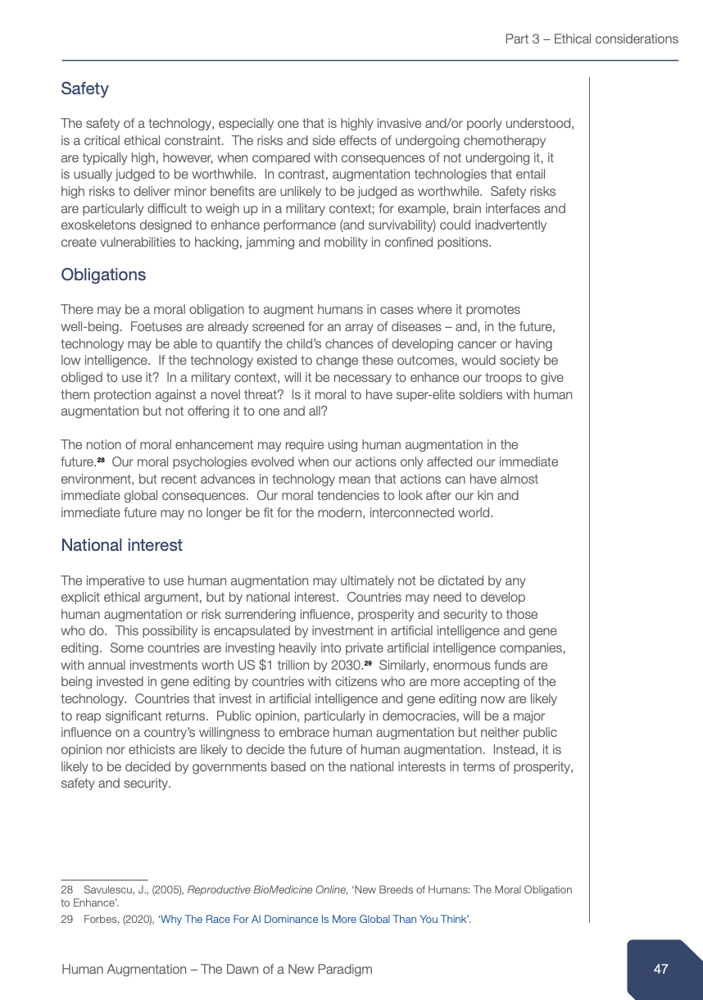 Part 3 – Ethical considerations
Safety
The safety of a technology, especially one that is highly invasive and/or poorly understood,
is a critical ethical constraint.  The risks and side effects of undergoing chemotherapy
are typically high, however, when compared with consequences of not undergoing it, it
is usually judged to be worthwhile.  In contrast, augmentation technologies that entail
high risks to deliver minor benefits are unlikely to be judged as worthwhile.  Safety risks
are particularly difficult to weigh up in a military context; for example, brain interfaces and
exoskeletons designed to enhance performance (and survivability) could inadvertently
create vulnerabilities to hacking, jamming and mobility in confined positions.
Obligations
There may be a moral obligation to augment humans in cases where it promotes
well-being.  Foetuses are already screened for an array of diseases – and, in the future,
technology may be able to quantify the child’s chances of developing cancer or having
low intelligence.  If the technology existed to change these outcomes, would society be
obliged to use it?  In a military context, will it be necessary to enhance our troops to give
them protection against a novel threat?  Is it moral to have super-elite soldiers with human
augmentation but not offering it to one and all?
The notion of moral enhancement may require using human augmentation in the
future.28  Our moral psychologies evolved when our actions only affected our immediate
environment, but recent advances in technology mean that actions can have almost
immediate global consequences.  Our moral tendencies to look after our kin and
immediate future may no longer be fit for the modern, interconnected world.
National interest
The imperative to use human augmentation may ultimately not be dictated by any
explicit ethical argument, but by national interest.  Countries may need to develop
human augmentation or risk surrendering influence, prosperity and security to those
who do.  This possibility is encapsulated by investment in artificial intelligence and gene
editing.  Some countries are investing heavily into private artificial intelligence companies,
with annual investments worth US $1 trillion by 2030.29  Similarly, enormous funds are
being invested in gene editing by countries with citizens who are more accepting of the
technology.  Countries that invest in artificial intelligence and gene editing now are likely
to reap significant returns.  Public opinion, particularly in democracies, will be a major
influence on a country’s willingness to embrace human augmentation but neither public
opinion nor ethicists are likely to decide the future of human augmentation.  Instead, it is
likely to be decided by governments based on the national interests in terms of prosperity,
safety and security.
28 Savulescu, J., (2005), Reproductive BioMedicine Online, ‘New Breeds of Humans: The Moral Obligation
to Enhance’.
29 Forbes, (2020), ‘Why The Race For AI Dominance Is More Global Than You Think’.
Human Augmentation – The Dawn of a New Paradigm
47